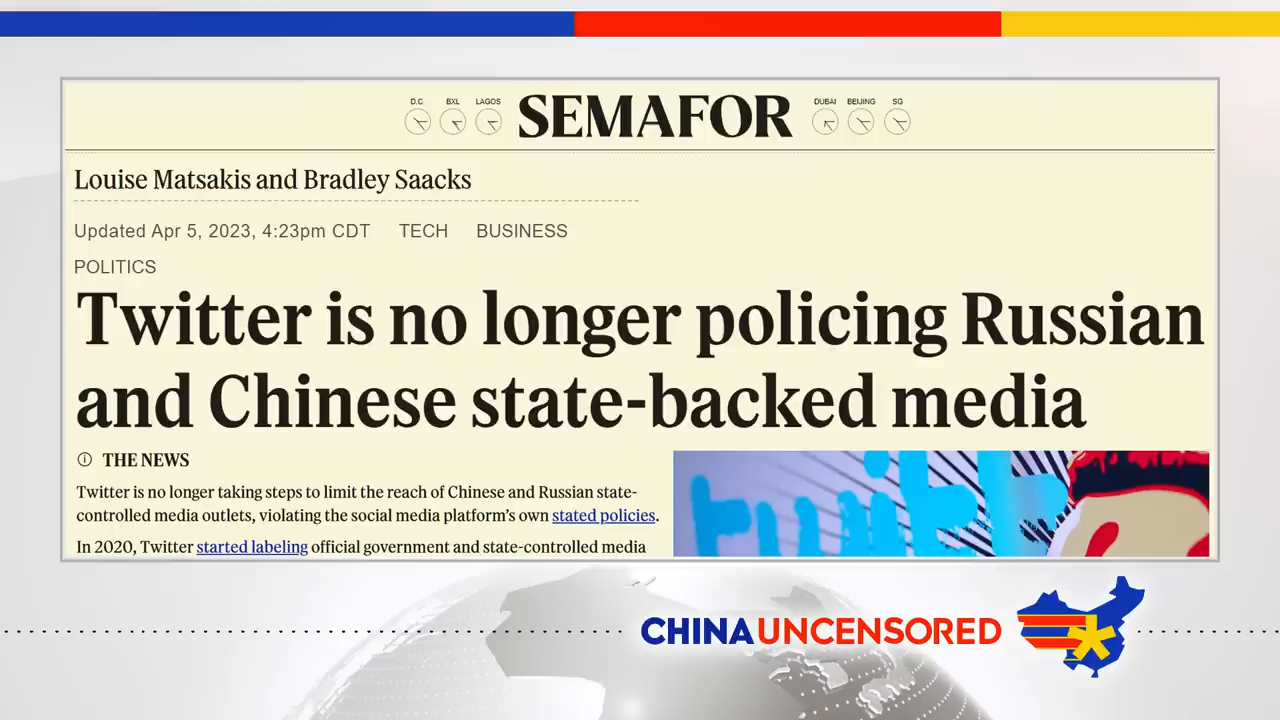 D.C. BXL LAGOS SEMAFOR DUBAI BEIJING SG
Louise Matsakis and Bradley Saacks
Updated Apr 5, 2023, 4:23pm CDT TECH BUSINESS
POLITICS
Twitter is no longer policing Russian
and Chinese state-backed media
THE NEWS
Twitter is no longer taking steps to limit the reach of Chinese and Russian state-
controlled media outlets, violating the social media platform's own stated policies.
In 2020, Twitter started labeling official government and state-controlled media
twitt
CHINA UNCENSORED